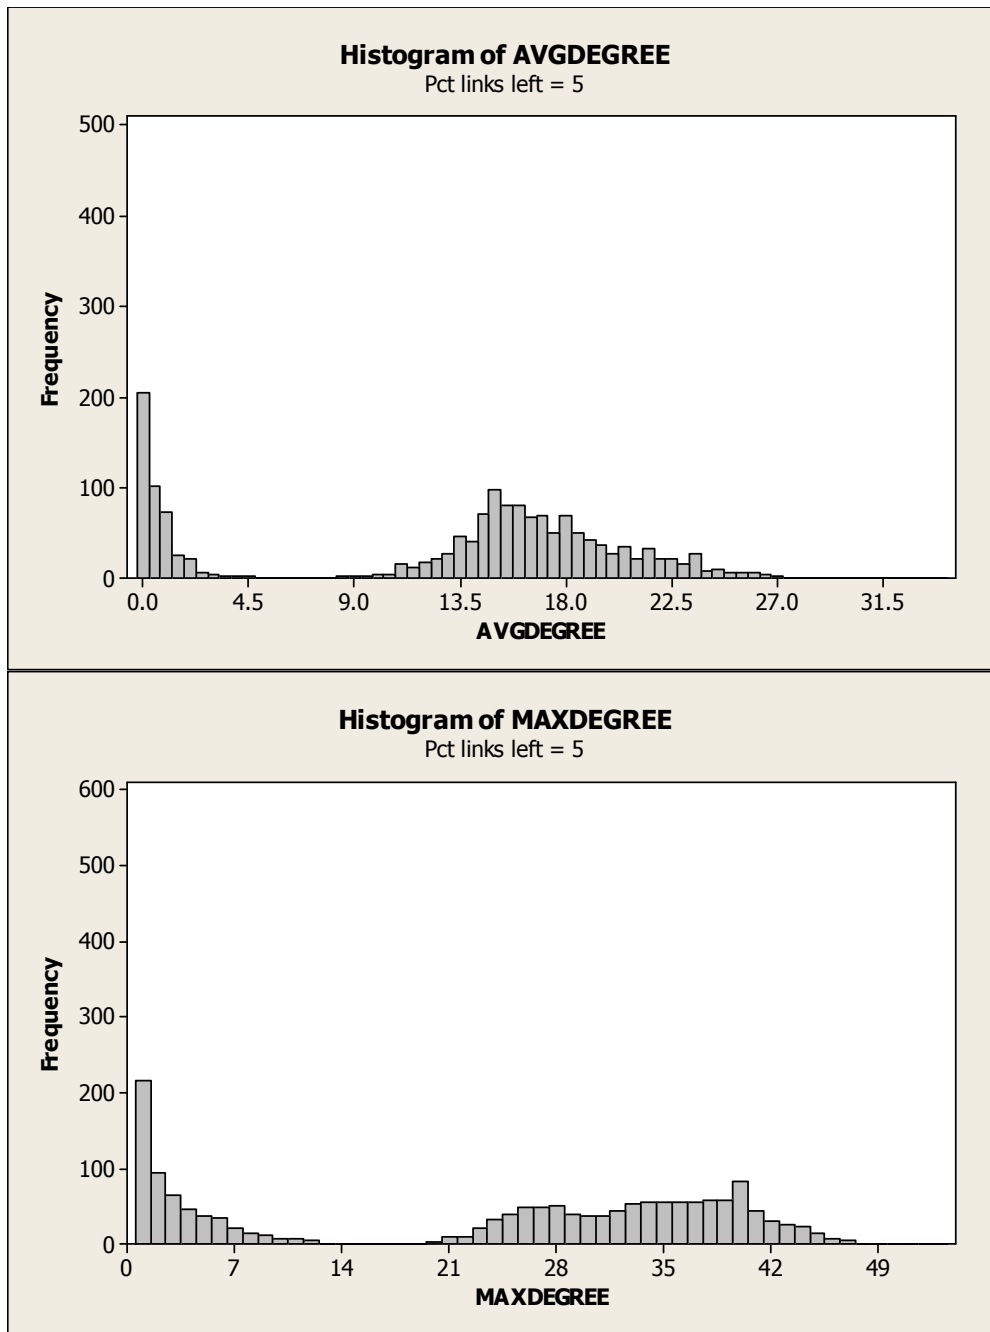 Histogram of AVGDEGREE
Pct links left = 5
500
400
300
200
100
0
Frequency
0.0 4.5 9.0 13.5 18.0 22.5 27.0 31.5
AVGDEGREE
Histogram of MAXDEGREE
Pct links left = 5
600
500
400
300
200
100
0
Frequency
0 7 14 21 28 35 42 49
MAXDEGREE